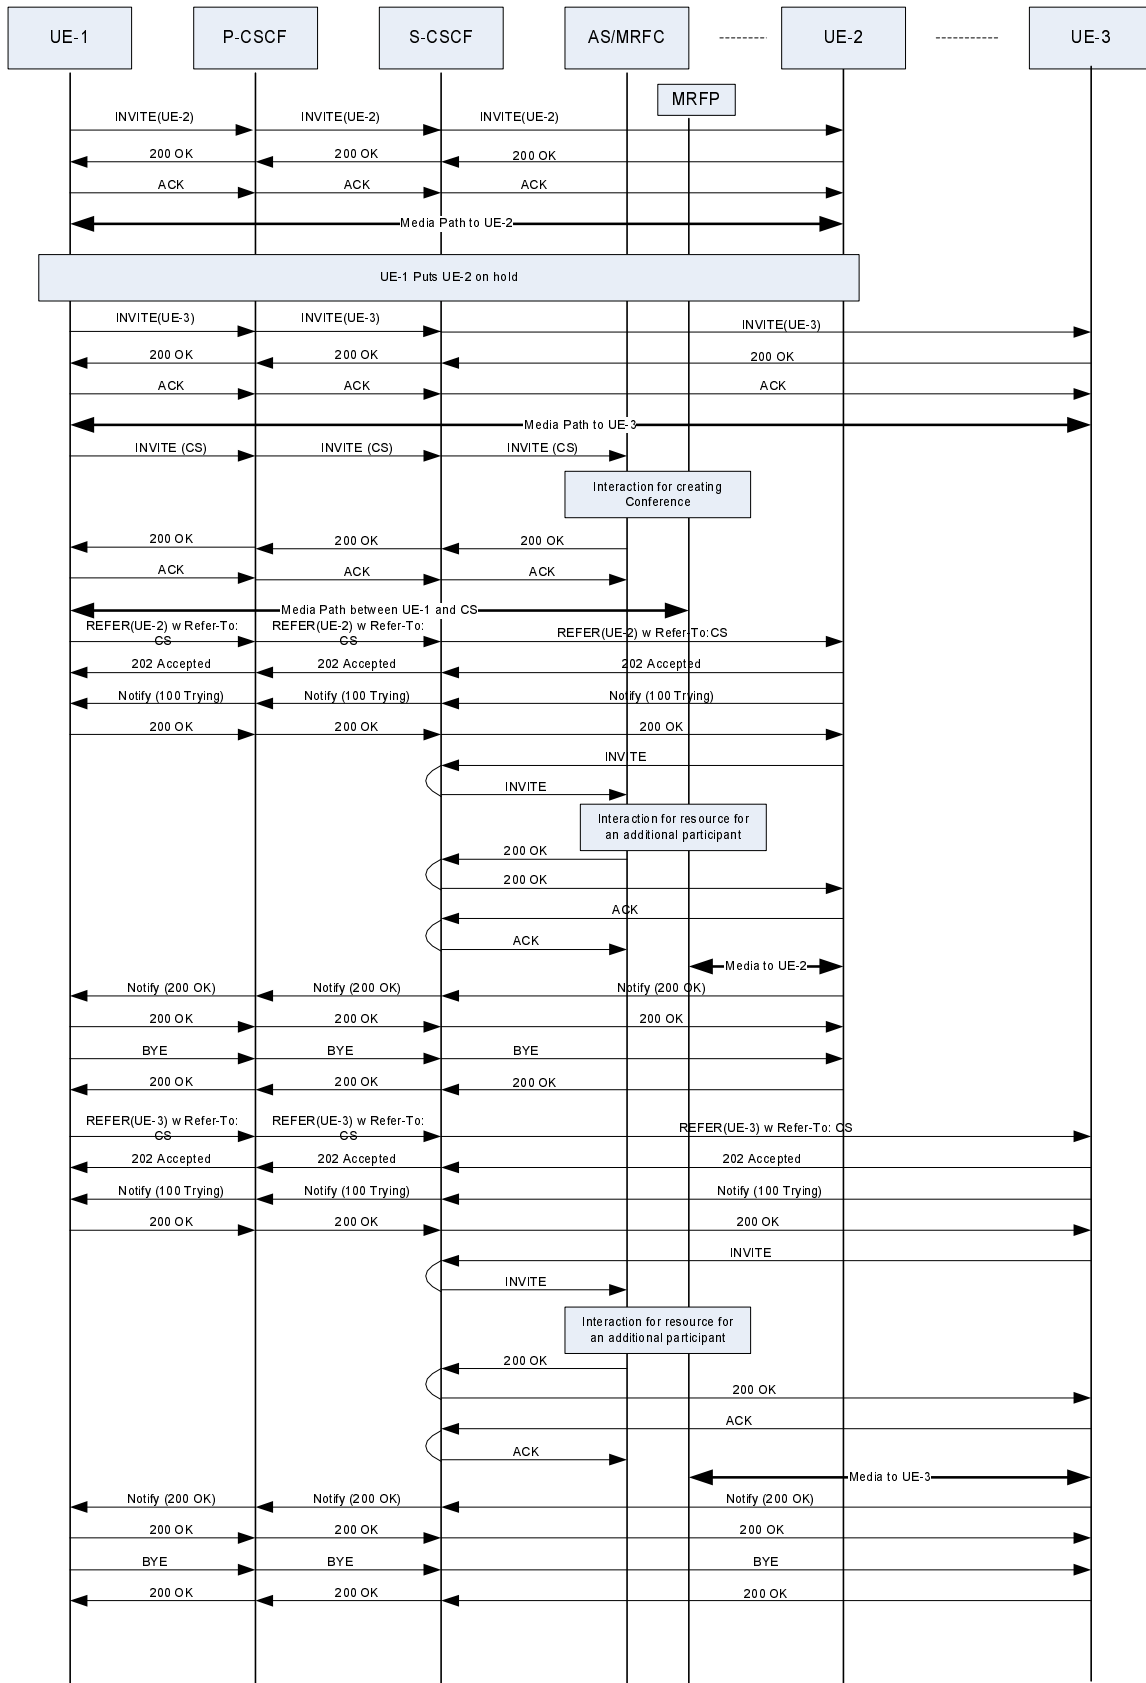 UE-1 P-CSCF S-CSCF AS/MRFC UE-2 UE-3
MRFP
INVITE(UE-2) INVITE(UE-2) INVITE(UE-2)
200 OK 200 OK 200 OK
ACK ACK ACK
Media Path to UE-2
UE-1 Puts UE-2 on hold
INVITE(UE-3) INVITE(UE-3) INVITE(UE-3)
200 OK 200 OK 200 OK
ACK ACK ACK
Media Path to UE-3
INVITE (CS) INVITE (CS) INVITE (CS)
Interaction for creating
Conference
200 OK 200 OK 200 OK
ACK ACK ACK
Media Path between UE-1 and CS
REFER(UE-2) w Refer-To: REFER(UE-2) w Refer-To: REFER(UE-2) w Refer-To:CS
CS CS
202 Accepted 202 Accepted 202 Accepted
Notify (100 Trying) Notify (100 Trying) Notify (100 Trying)
200 OK 200 OK 200 OK
INVITE
INVITE
Interaction for resource for
an additional participant
200 OK
200 OK
ACK
ACK
Media to UE-2
Notify (200 OK) Notify (200 OK) Notify (200 OK)
200 OK 200 OK 200 OK
BYE BYE BYE
200 OK 200 OK 200 OK
REFER(UE-3) w Refer-To: REFER(UE-3) w Refer-To: REFER(UE-3) w Refer-To: CS
CS CS
202 Accepted 202 Accepted 202 Accepted
Notify (100 Trying) Notify (100 Trying) Notify (100 Trying)
200 OK 200 OK 200 OK
INVITE
INVITE
Interaction for resource for
an additional participant
200 OK
200 OK
ACK
ACK
Media to UE-3
Notify (200 OK) Notify (200 OK) Notify (200 OK)
200 OK 200 OK 200 OK
BYE BYE BYE
200 OK 200 OK 200 OK